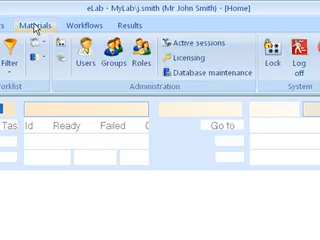 eLab - MyLab\j.smith (Mr John Smith) - [Home]
Materials Workflows Results
Filter Users Groups Roles Active sessions Lock Log off
Licensing
Database maintenance
Administration System
Tas Id Ready Failed Go to